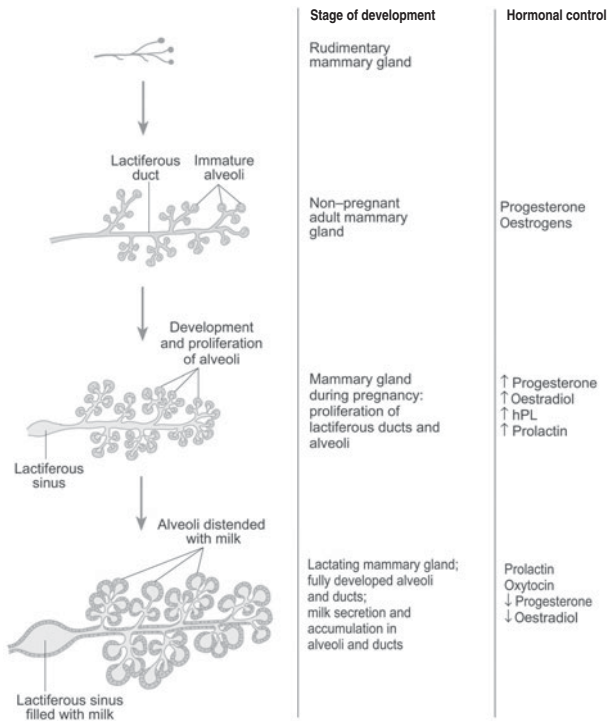 Stage of development
Hormonal control
Rudimentary
mammary gland
Lactiferous
duct
Immature
alveoli
Non–pregnant
adult mammary
gland
Progesterone
Oestrogens
Development
and proliferation
of alveoli
Lactiferous
sinus
Mammary gland
during pregnancy:
proliferation of
lactiferous ducts and
alveoli
↑ Progesterone
↑ Oestradiol
↑ hPL
↑ Prolactin
Alveoli distended
with milk
Lactiferous sinus
filled with milk
Lactating mammary gland;
fully developed alveoli
and ducts;
milk secretion and
accumulation in
alveoli and ducts
Prolactin
Oxytocin
↓ Progesterone
↓ Oestradiol